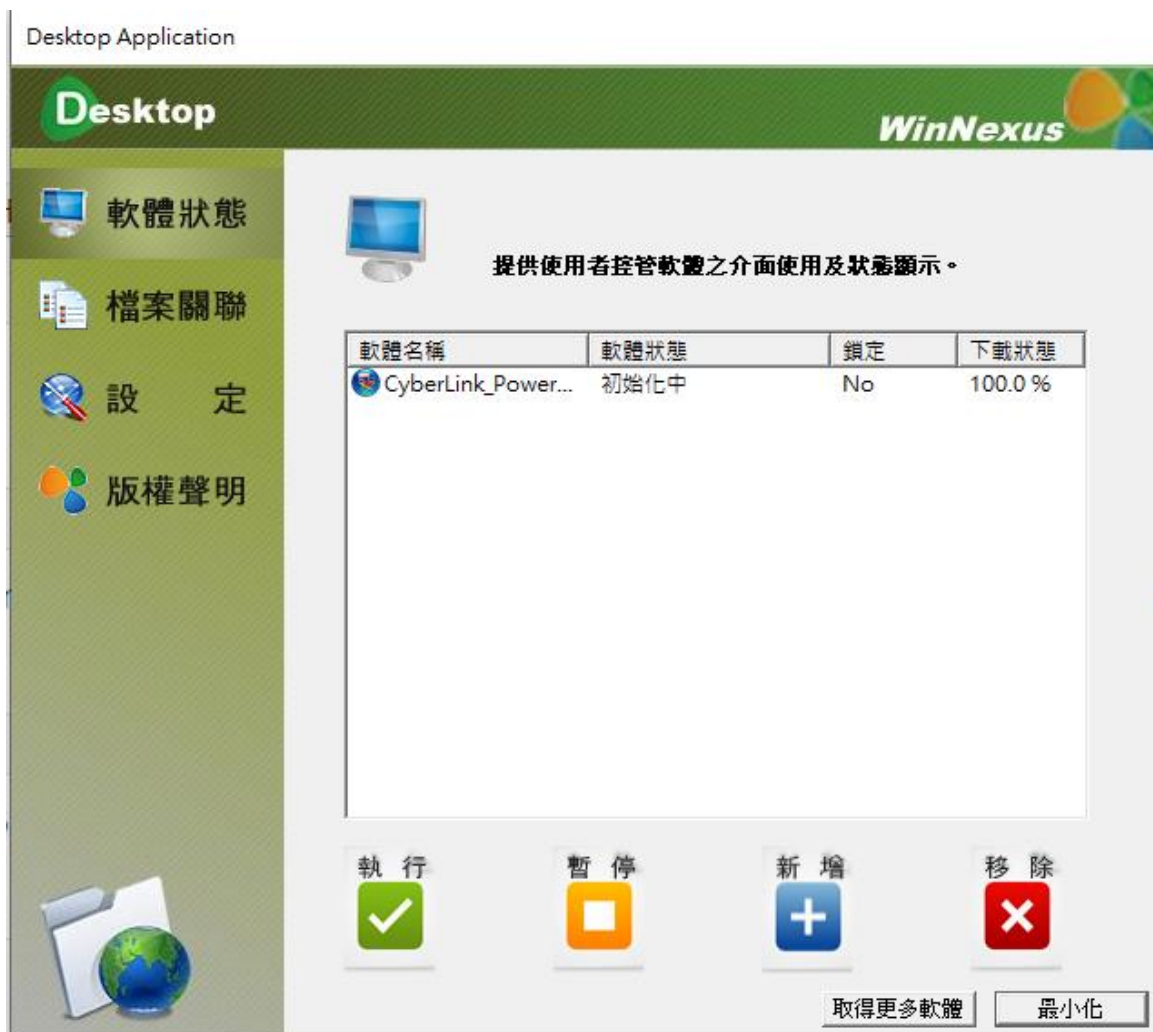 Desktop Application
Desktop
WinNexus
軟體狀態
檔案關聯
設 定
版權聲明
提供使用者控管軟體之介面使用及狀態顯示。
軟體名稱 軟體狀態 鎖定 下載狀態
CyberLink_Power... 初始化中 No 100.0 %
執 行 暫 停 新 增 移 除
取得更多軟體 最小化